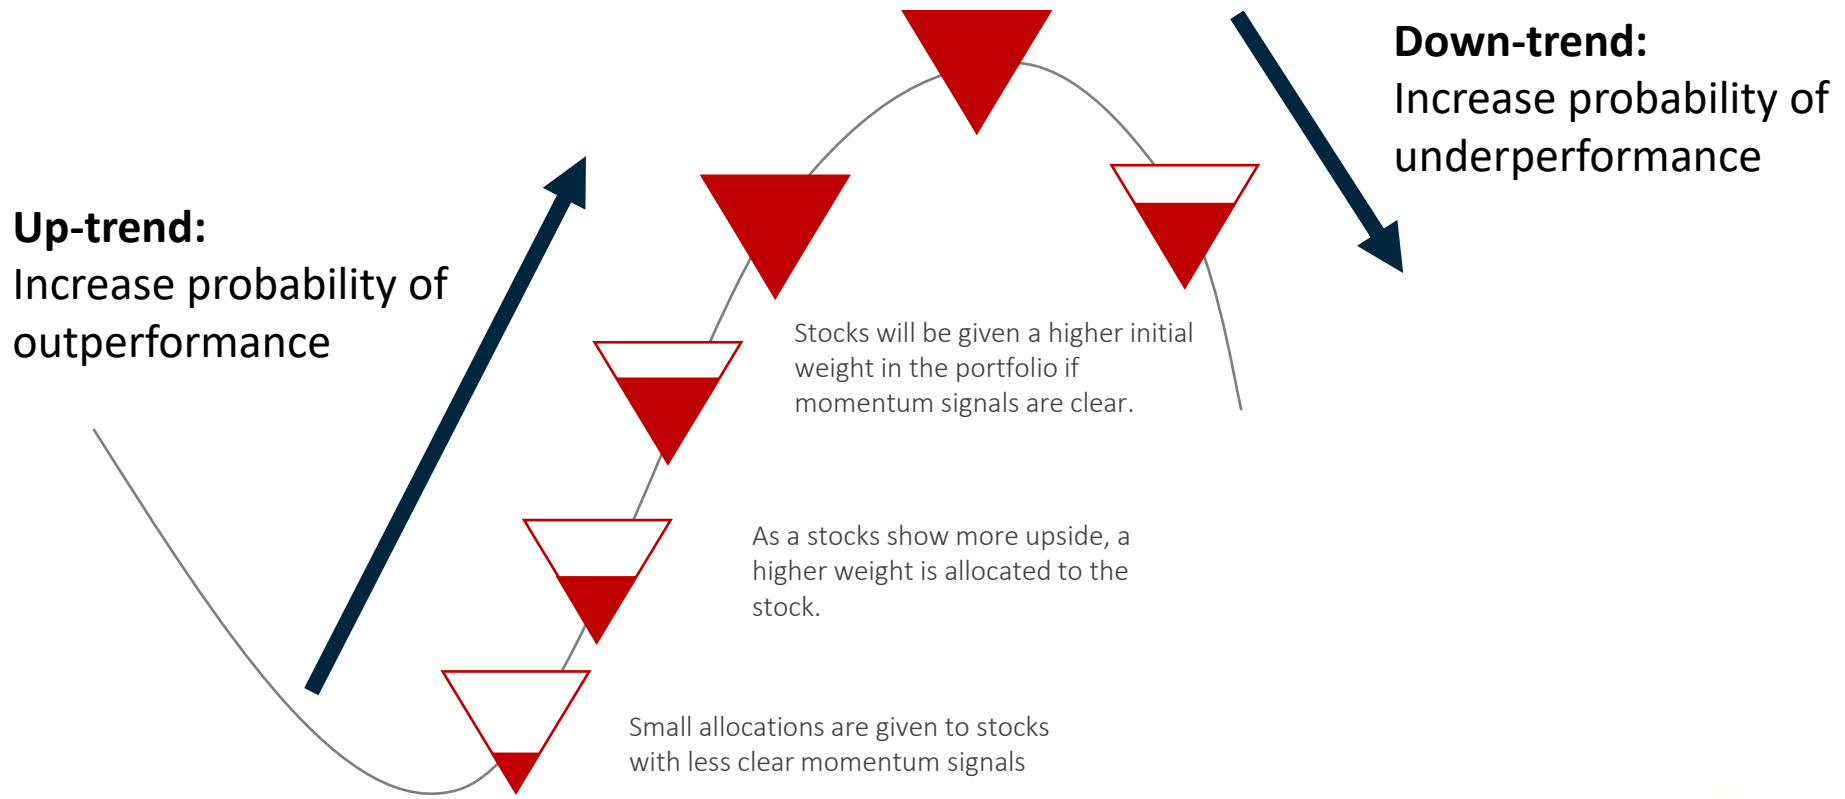 Up-trend:
Increase probability of
outperformance
Down-trend:
Increase probability of
underperformance
Stocks will be given a higher initial
weight in the portfolio if
momentum signals are clear.
As a stocks show more upside, a
higher weight is allocated to the
stock.
Small allocations are given to stocks
with less clear momentum signals